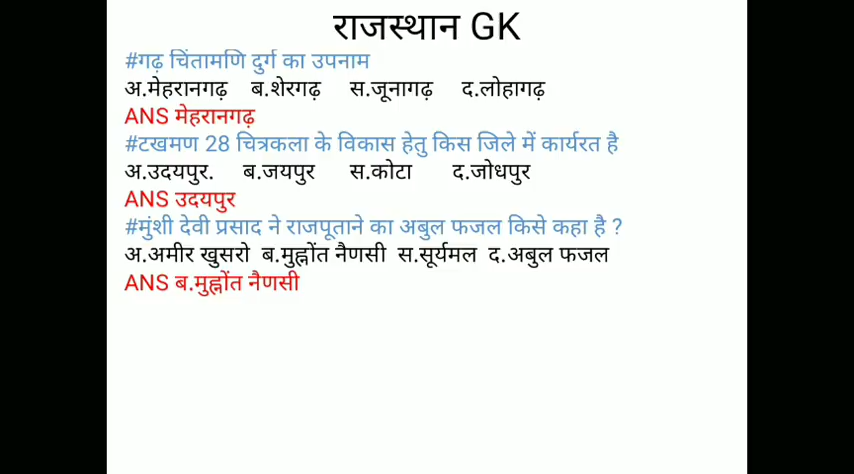 राजस्थान GK
#गढ़ चिंतामणि दुर्ग का उपनाम
अ.मेहरानगढ़ ब.शेरगढ़ स.जूनागढ़ द.लोहागढ़
ANS मेहरानगढ़
#टखमण 28 चित्रकला के विकास हेतु किस जिले में कार्यरत है
अ.उदयपुर. ब.जयपुर स.कोटा द.जोधपुर
ANS उदयपुर
#मुंशी देवी प्रसाद ने राजपूताने का अबुल फजल किसे कहा है ?
अ.अमीर खुसरो ब.मुह्नोंत नैणसी स.सूर्यमल द.अबुल फजल
ANS ब.मुह्नोंत नैणसी